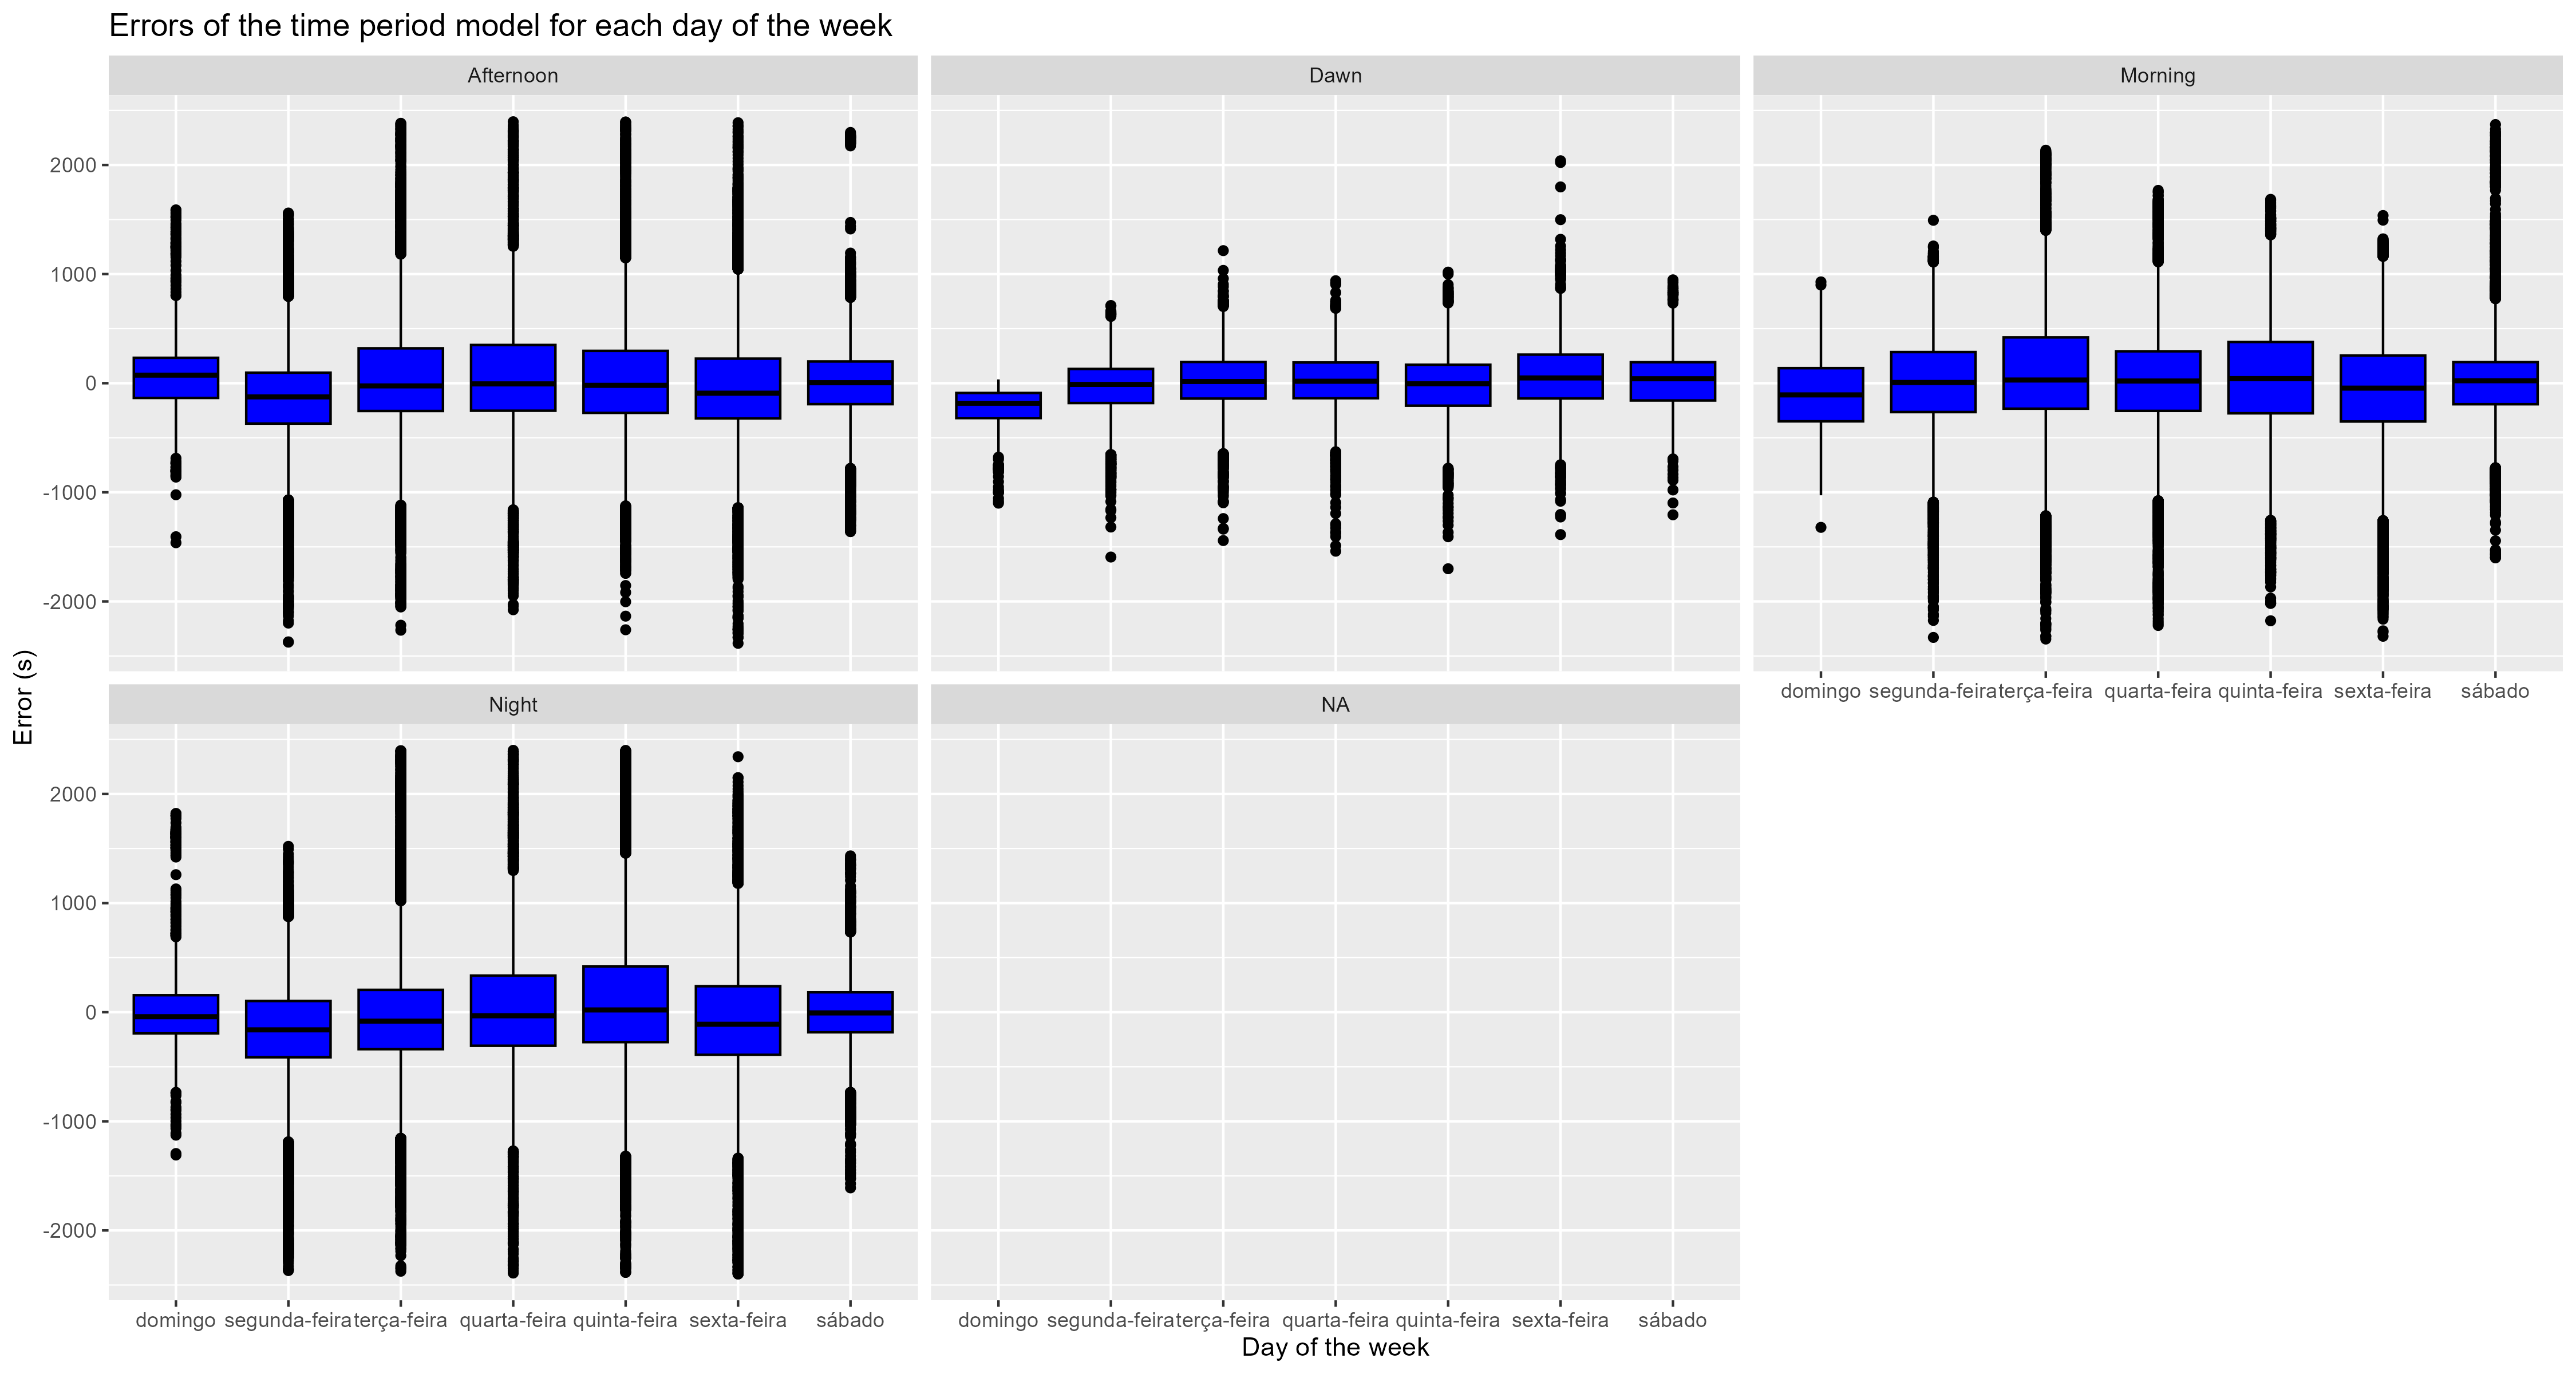 Errors of the time period model for each day of the week
Afternoon
Dawn
Morning
2000
1000
0
-1000
-2000
domingo segunda-feira terça-feira quarta-feira quinta-feira sexta-feira sábado
Error (s)
Night
NA
2000
1000
0
-1000
-2000
domingo segunda-feira terça-feira quarta-feira quinta-feira sexta-feira sábado
domingo segunda-feira terça-feira quarta-feira quinta-feira sexta-feira sábado
Day of the week